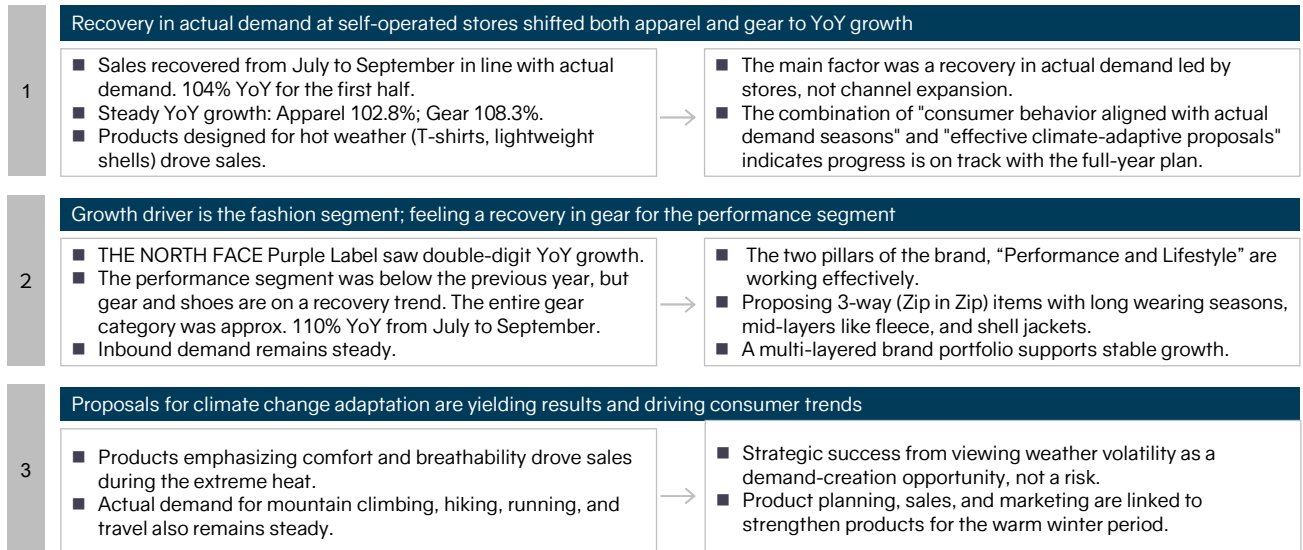 1
Recovery in actual demand at self-operated stores shifted both apparel and gear to YoY growth
■ Sales recovered from July to September in line with actual
demand. 104% YoY for the first half.
■ Steady YoY growth: Apparel 102.8%; Gear 108.3%.
■ Products designed for hot weather (T-shirts, lightweight
shells) drove sales.
■ The main factor was a recovery in actual demand led by
stores, not channel expansion.
■ The combination of "consumer behavior aligned with actual
demand seasons" and "effective climate-adaptive proposals"
indicates progress is on track with the full-year plan.
2
Growth driver is the fashion segment; feeling a recovery in gear for the performance segment
■ THE NORTH FACE Purple Label saw double-digit YoY growth.
■ The performance segment was below the previous year, but
gear and shoes are on a recovery trend. The entire gear
category was approx. 110% YoY from July to September.
■ Inbound demand remains steady.
■ The two pillars of the brand, “Performance and Lifestyle” are
working effectively.
■ Proposing 3-way (Zip in Zip) items with long wearing seasons,
mid-layers like fleece, and shell jackets.
■ A multi-layered brand portfolio supports stable growth.
3
Proposals for climate change adaptation are yielding results and driving consumer trends
■ Products emphasizing comfort and breathability drove sales
during the extreme heat.
■ Actual demand for mountain climbing, hiking, running, and
travel also remains steady.
■ Strategic success from viewing weather volatility as a
demand-creation opportunity, not a risk.
■ Product planning, sales, and marketing are linked to
strengthen products for the warm winter period.